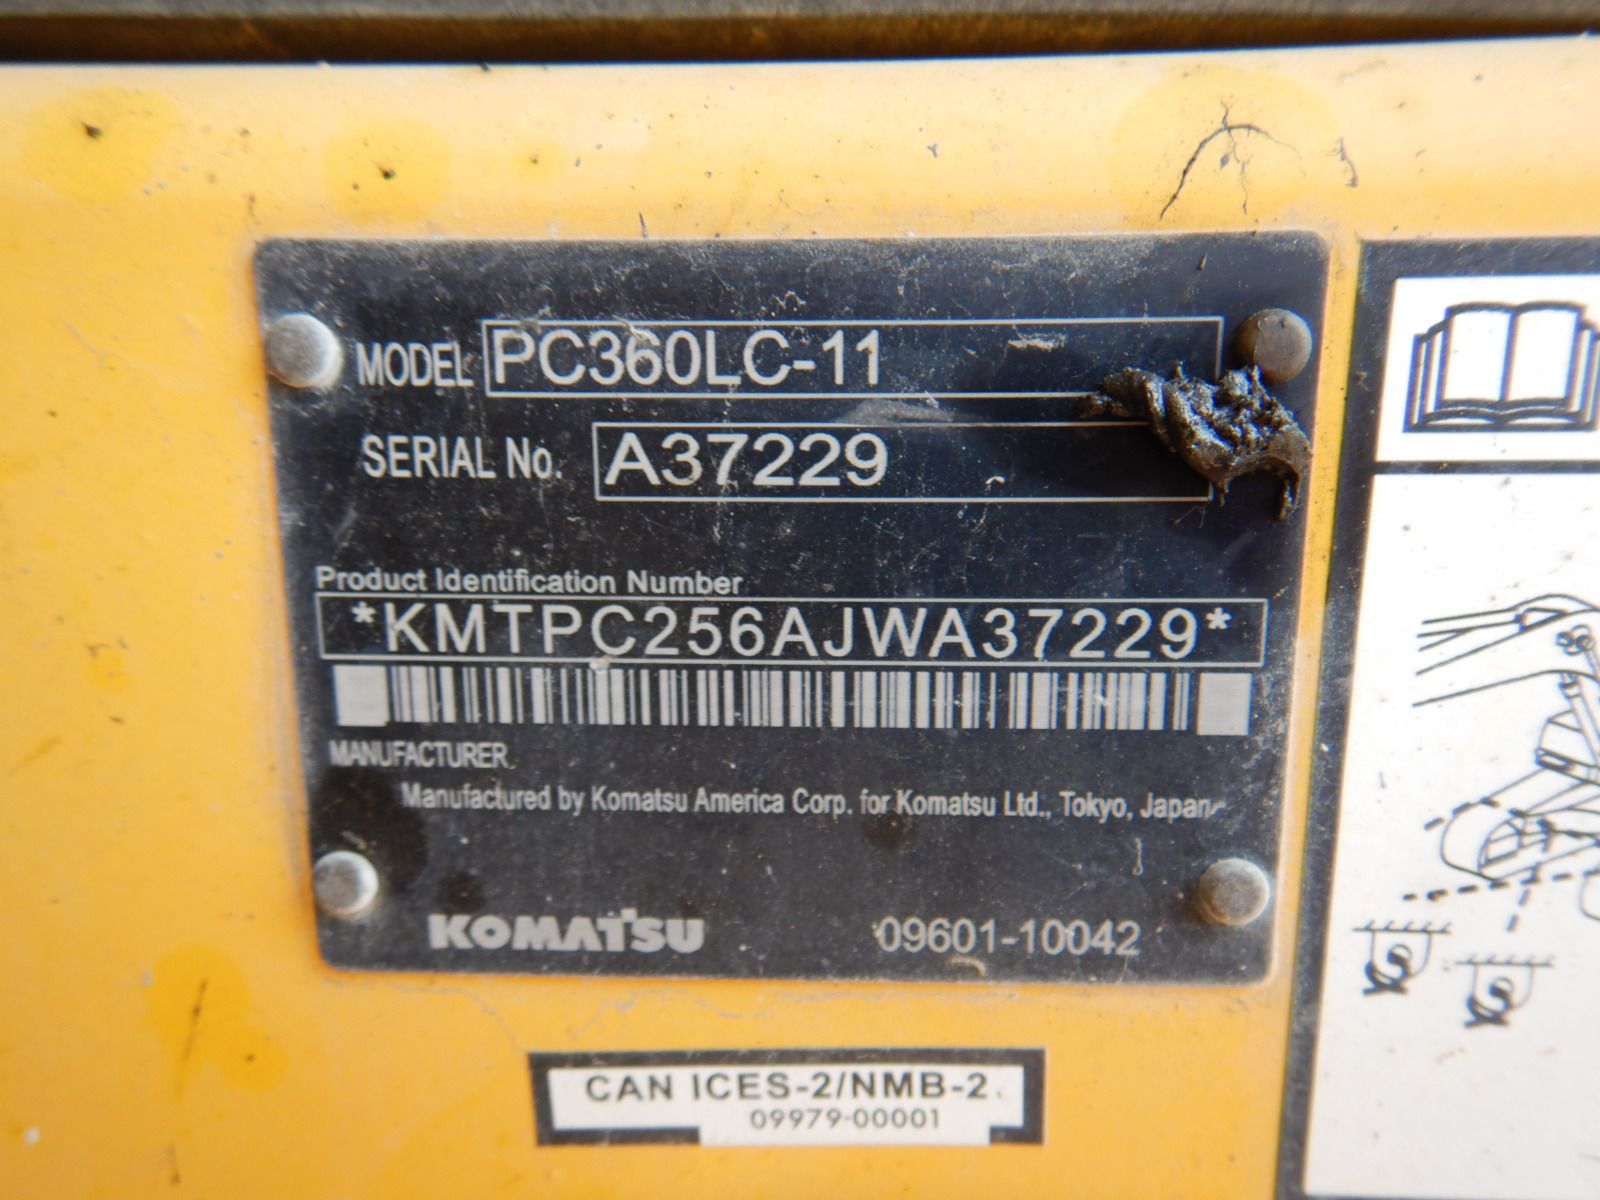 MODEL PC360LC-11
SERIAL No. A37229
Product Identification Number
*KMTPC256AJWA37229*
MANUFACTURER
Manufactured by Komatsu America Corp. for Komatsu Ltd., Tokyo, Japan
KOMATSU 09601-10042
CAN ICES-2/NMB-2
09979-00001